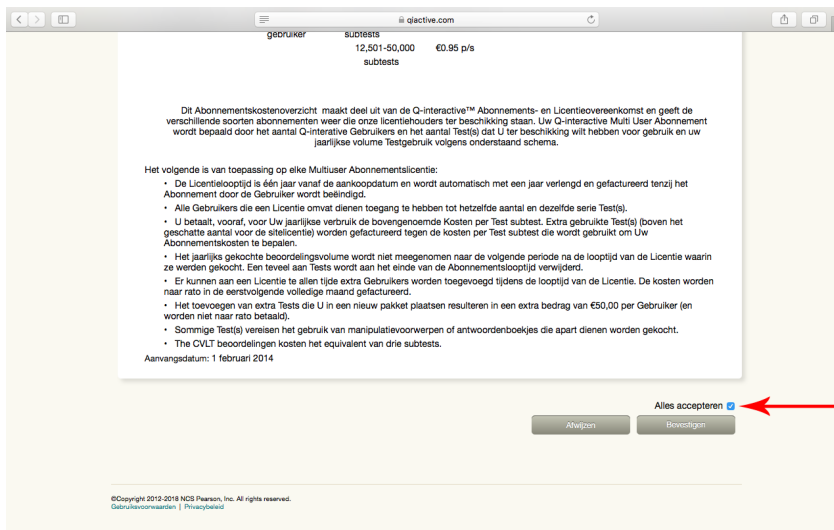 qiactive.com
gebruiker subtests
12,501-50,000 €0.95 p/s
subtests
Dit Abonnementskostenoverzicht maakt deel uit van de Q-interactive™ Abonnements- en Licentieovereenkomst en geeft de
verschillende soorten abonnementen weer die onze licentiehouders ter beschikking staan. Uw Q-interactive Multi User Abonnement
wordt bepaald door het aantal Q-interative Gebruikers en het aantal Test(s) dat U ter beschikking wilt hebben voor gebruik en uw
jaarlijkse volume Testgebruik volgens onderstaand schema.
Het volgende is van toepassing op elke Multiuser Abonnementslicentie:
• De Licentielooptijd is één jaar vanaf de aankoopdatum en wordt automatisch met een jaar verlengd en gefactureerd tenzij het
Abonnement door de Gebruiker wordt beëindigd.
• Alle Gebruikers die een Licentie omvat dienen toegang te hebben tot hetzelfde aantal en dezelfde serie Test(s).
• U betaalt, vooraf, voor Uw jaarlijkse verbruik de bovengenoemde Kosten per Test subtest. Extra gebruikte Test(s) (boven het
geschatte aantal voor de sitelicentie) worden gefactureerd tegen de kosten per Test subtest die wordt gebruikt om Uw
Abonnementskosten te bepalen.
• Het jaarlijks gekochte beoordelingsvolume wordt niet meegenomen naar de volgende periode na de looptijd van de Licentie waarin
ze werden gekocht. Een teveel aan Tests wordt aan het einde van de Abonnementslooptijd verwijderd.
• Er kunnen aan een Licentie te allen tijde extra Gebruikers worden toegevoegd tijdens de looptijd van de Licentie. De kosten worden
naar rato in de eerstvolgende volledige maand gefactureerd.
• Het toevoegen van extra Tests die U in een nieuw pakket plaatsen resulteren in een extra bedrag van €50,00 per Gebruiker (en
worden niet naar rato betaald).
• Sommige Test(s) vereisen het gebruik van manipulatievoorwerpen of antwoordenboekjes die apart dienen worden gekocht.
• The CVLT beoordelingen kosten het equivalent van drie subtests.
Aanvangsdatum: 1 februari 2014
Alles accepteren
Afwijzen Bevestigen
©Copyright 2012-2018 NCS Pearson, Inc. All rights reserved.
Gebruiksvoorwaarden | Privacybeleid